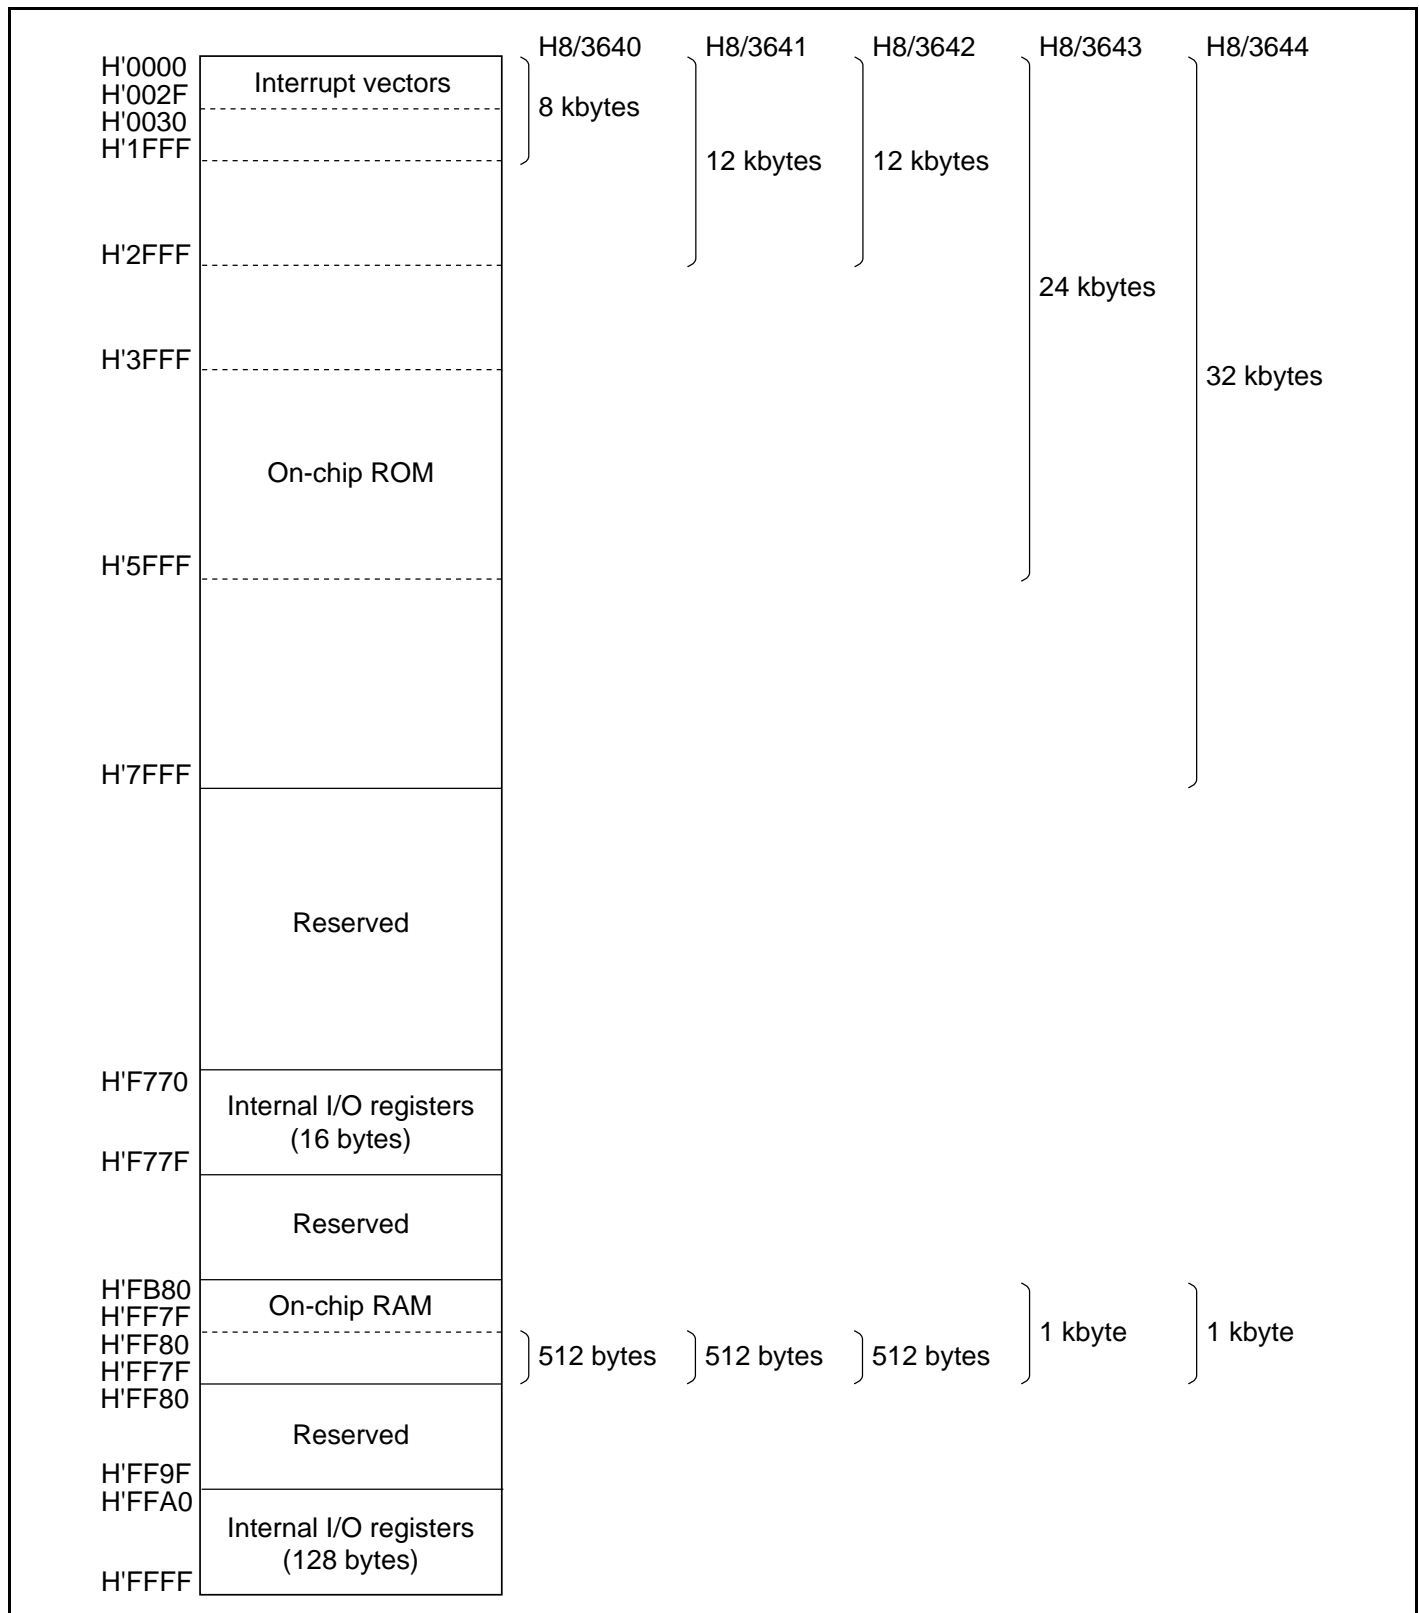 H8/3640 H8/3641 H8/3642 H8/3643 H8/3644
H'0000
Interrupt vectors
H'002F
8 kbytes
H'0030
H'1FFF
12 kbytes 12 kbytes
H'2FFF
24 kbytes
H'3FFF
32 kbytes
On-chip ROM
H'5FFF
H'7FFF
Reserved
H'F770
Internal I/O registers
(16 bytes)
H'F77F
Reserved
H'FB80
On-chip RAM
H'FF7F
1 kbyte 1 kbyte
H'FF80
512 bytes 512 bytes 512 bytes
H'FF7F
H'FF80
Reserved
H'FF9F
H'FFA0
Internal I/O registers
(128 bytes)
H'FFFF